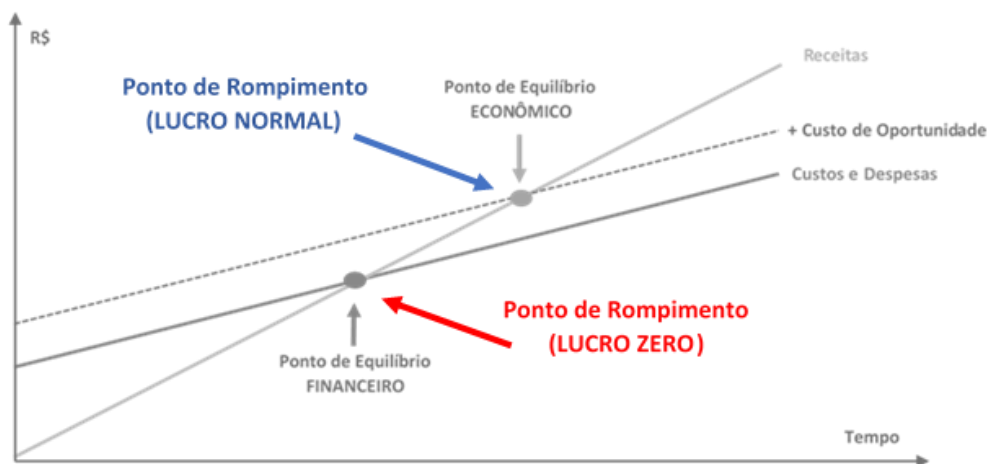 R$
Receitas
Ponto de Rompimento
(LUCRO NORMAL)
Ponto de Equilíbrio
ECONÔMICO
+ Custo de Oportunidade
Custos e Despesas
Ponto de Rompimento
(LUCRO ZERO)
Ponto de Equilíbrio
FINANCEIRO
Tempo